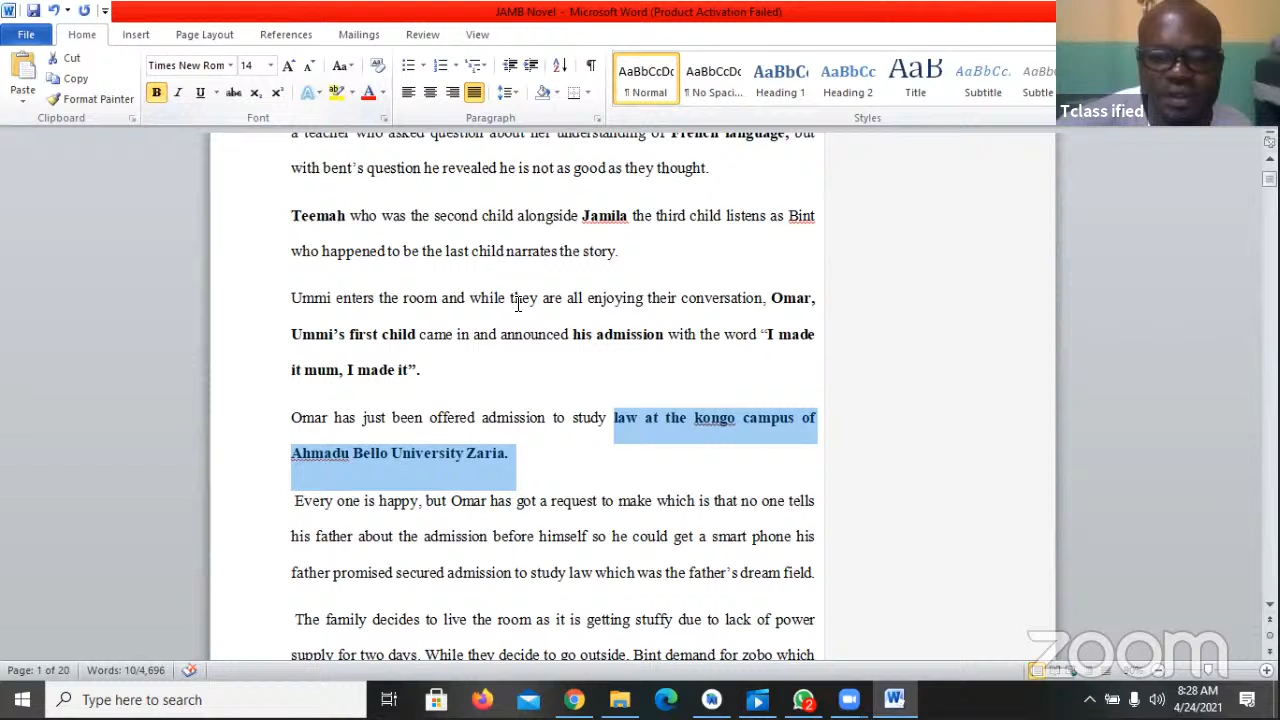 JAMB Novel - Microsoft Word (Product Activation Failed)
File Home Insert Page Layout References Mailings Review View
Cut
Copy
Format Painter
Paste
Clipboard
Times New Rom 14
Font
Paragraph
AaBbCcDc AaBbCcDc AaBbC AaBbCc AaB AaBbCc. AaBbCc
¶ Normal ¶ No Spaci... Heading 1 Heading 2 Title Subtitle Subtle
Styles
Tclass ified
a teacher who asked question about her understanding of French language, but
with bent's question he revealed he is not as good as they thought.
Teemah who was the second child alongside Jamila the third child listens as Bint
who happened to be the last child narrates the story.
Ummi enters the room and while they are all enjoying their conversation, Omar,
Ummi's first child came in and announced his admission with the word “I made
it mum, I made it”.
Omar has just been offered admission to study law at the kongo campus of
Ahmadu Bello University Zaria.
Every one is happy, but Omar has got a request to make which is that no one tells
his father about the admission before himself so he could get a smart phone his
father promised secured admission to study law which was the father's dream field.
The family decides to live the room as it is getting stuffy due to lack of power
supply for two days. While they decide to go outside, Bint demand for zobo which
zoom
Page: 1 of 20 Words: 10/4,696
Type here to search
2
8:28 AM
4/24/2021